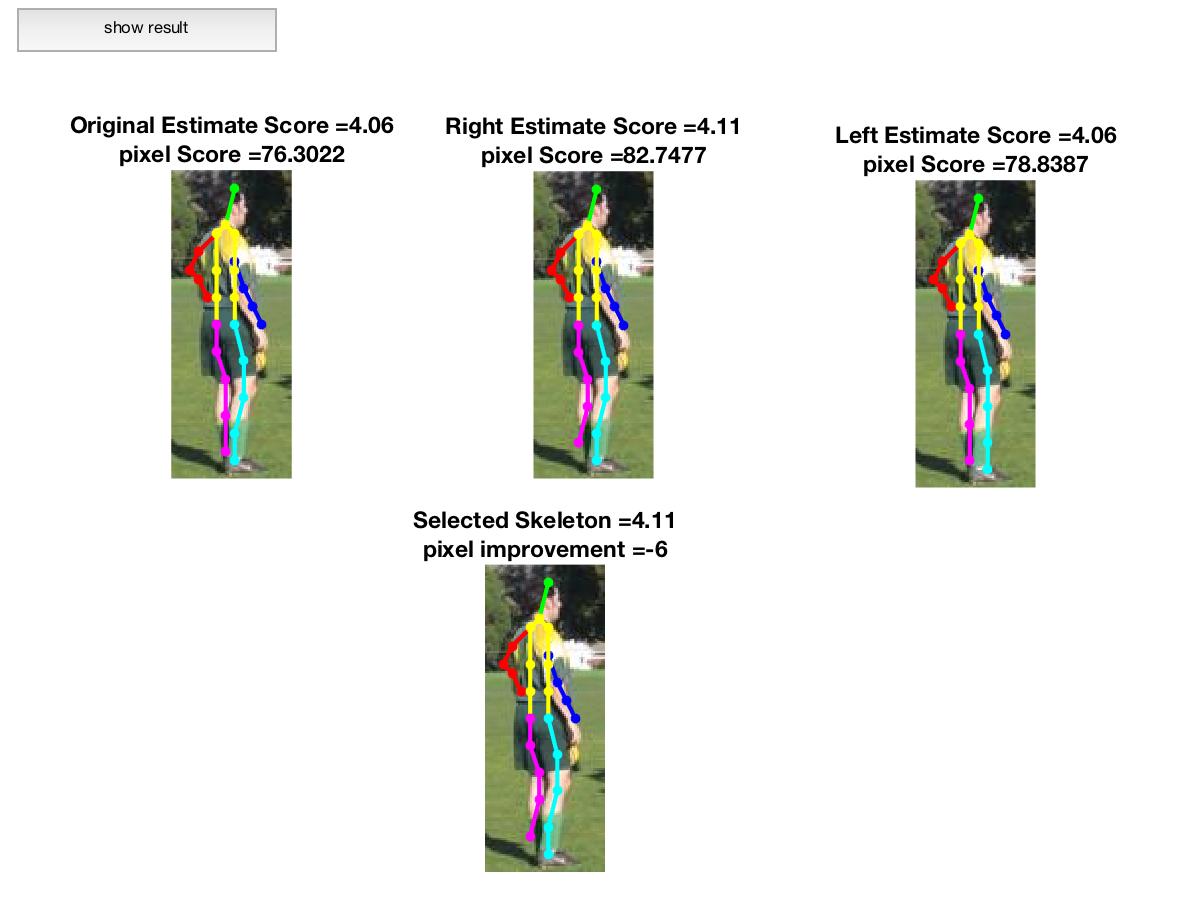 show result
Original Estimate Score =4.06
pixel Score =76.3022
Right Estimate Score =4.11
pixel Score =82.7477
Left Estimate Score =4.06
pixel Score =78.8387
Selected Skeleton =4.11
pixel improvement =-6